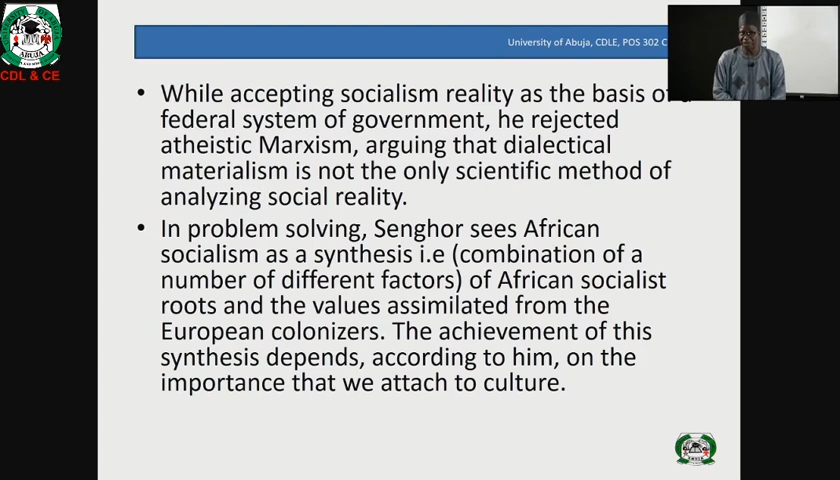 ABUJA
CDL & CE
University of Abuja, CDLE, POS 302 C
• While accepting socialism reality as the basis of a
federal system of government, he rejected
atheistic Marxism, arguing that dialectical
materialism is not the only scientific method of
analyzing social reality.
• In problem solving, Senghor sees African
socialism as a synthesis i.e (combination of a
number of different factors) of African socialist
roots and the values assimilated from the
European colonizers. The achievement of this
synthesis depends, according to him, on the
importance that we attach to culture.